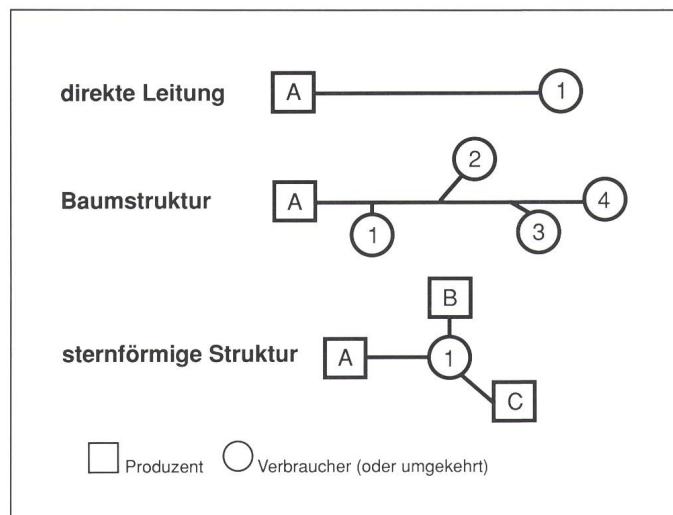 direkte Leitung A 1
2
Baumstruktur A 4
1 3
B
sternförmige Struktur A 1
C
Produzent Verbraucher (oder umgekehrt)